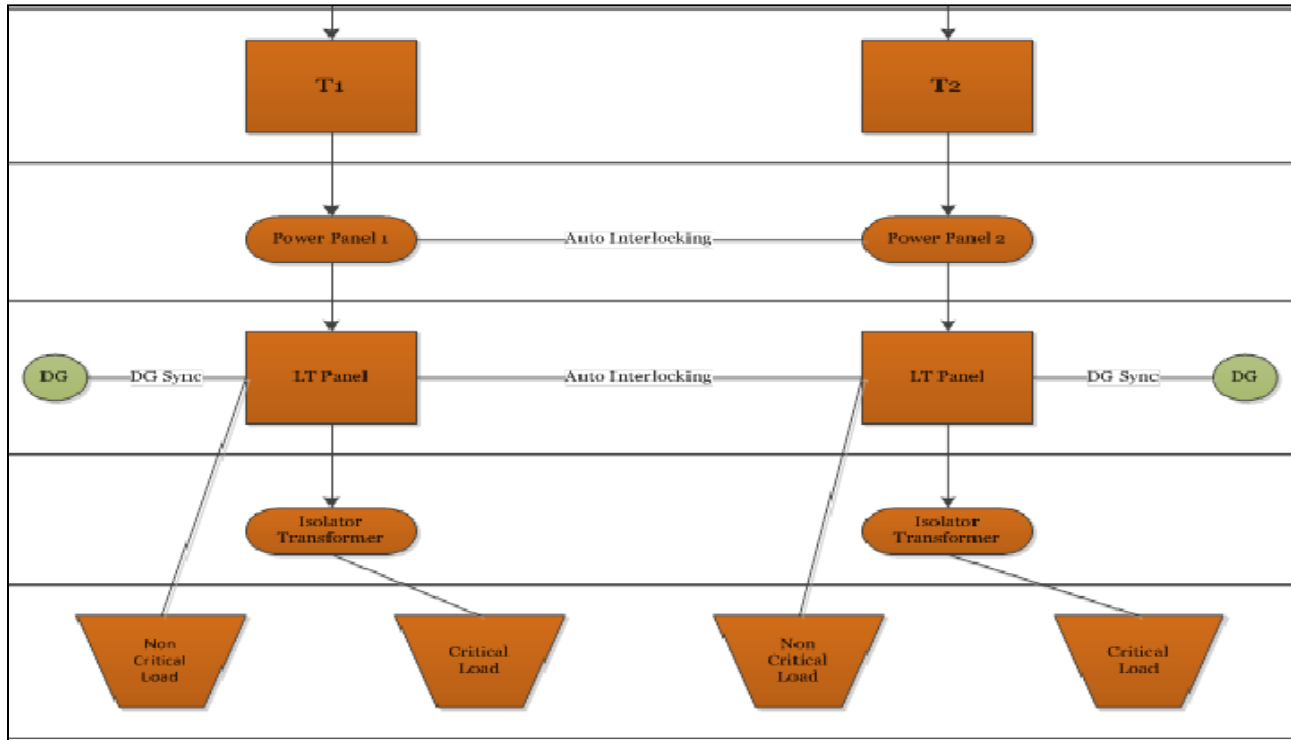 T1
T2
Power Panel 1
Auto Interlocking
Power Panel 2
DG
DG Sync
LT Panel
Auto Interlocking
LT Panel
DG Sync
DG
Isolator
Transformer
Isolator
Transformer
Non
Critical
Load
Critical
Load
Non
Critical
Load
Critical
Load